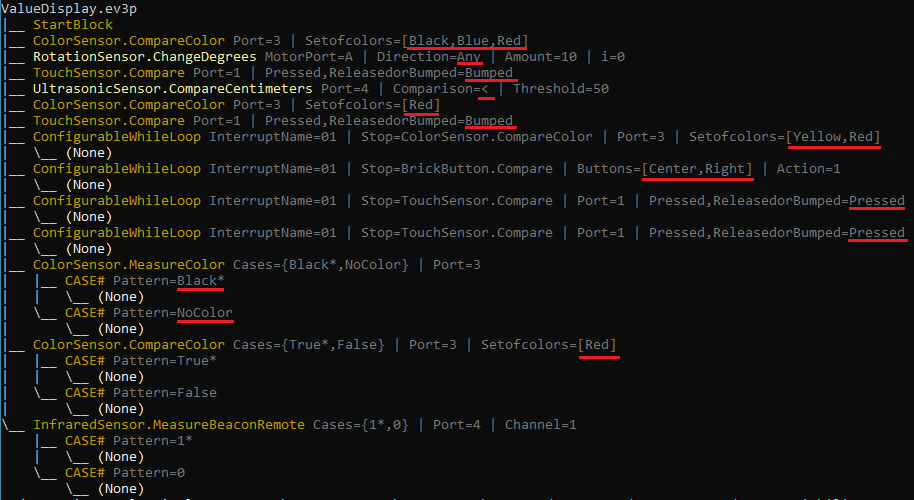 ValueDisplay.ev3p
|__ StartBlock
|__ ColorSensor.CompareColor Port=3 | Setofcolors=[Black,Blue,Red]
|__ RotationSensor.ChangeDegrees MotorPort=A | Direction=Any | Amount=10 | i=0
|__ TouchSensor.Compare Port=1 | Pressed,ReleasedorBumped=Bumped
|__ UltrasonicSensor.CompareCentimeters Port=4 | Comparison=< | Threshold=50
|__ ColorSensor.CompareColor Port=3 | Setofcolors=[Red]
|__ TouchSensor.Compare Port=1 | Pressed,ReleasedorBumped=Bumped
|__ ConfigurableWhileLoop InterruptName=01 | Stop=ColorSensor.CompareColor | Port=3 | Setofcolors=[Yellow,Red]
|   \__ (None)
|__ ConfigurableWhileLoop InterruptName=01 | Stop=BrickButton.Compare | Buttons=[Center,Right] | Action=1
|   \__ (None)
|__ ConfigurableWhileLoop InterruptName=01 | Stop=TouchSensor.Compare | Port=1 | Pressed,ReleasedorBumped=Pressed
|   \__ (None)
|__ ConfigurableWhileLoop InterruptName=01 | Stop=TouchSensor.Compare | Port=1 | Pressed,ReleasedorBumped=Pressed
|   \__ (None)
|__ ColorDisplay.MeasureColor Cases={Black*,NoColor} | Port=3
|   |__ CASE# Pattern=Black*
|   |   \__ (None)
|   \__ CASE# Pattern=NoColor
|       \__ (None)
|__ ColorSensor.CompareColor Cases={True*,False} | Port=3 | Setofcolors=[Red]
|   |__ CASE# Pattern=True*
|   |   \__ (None)
|   \__ CASE# Pattern=False
|       \__ (None)
\__ InfraredSensor.MeasureBeaconRemote Cases={1*,0} | Port=4 | Channel=1
    |__ CASE# Pattern=1*
    |   \__ (None)
    \__ CASE# Pattern=0
        \__ (None)